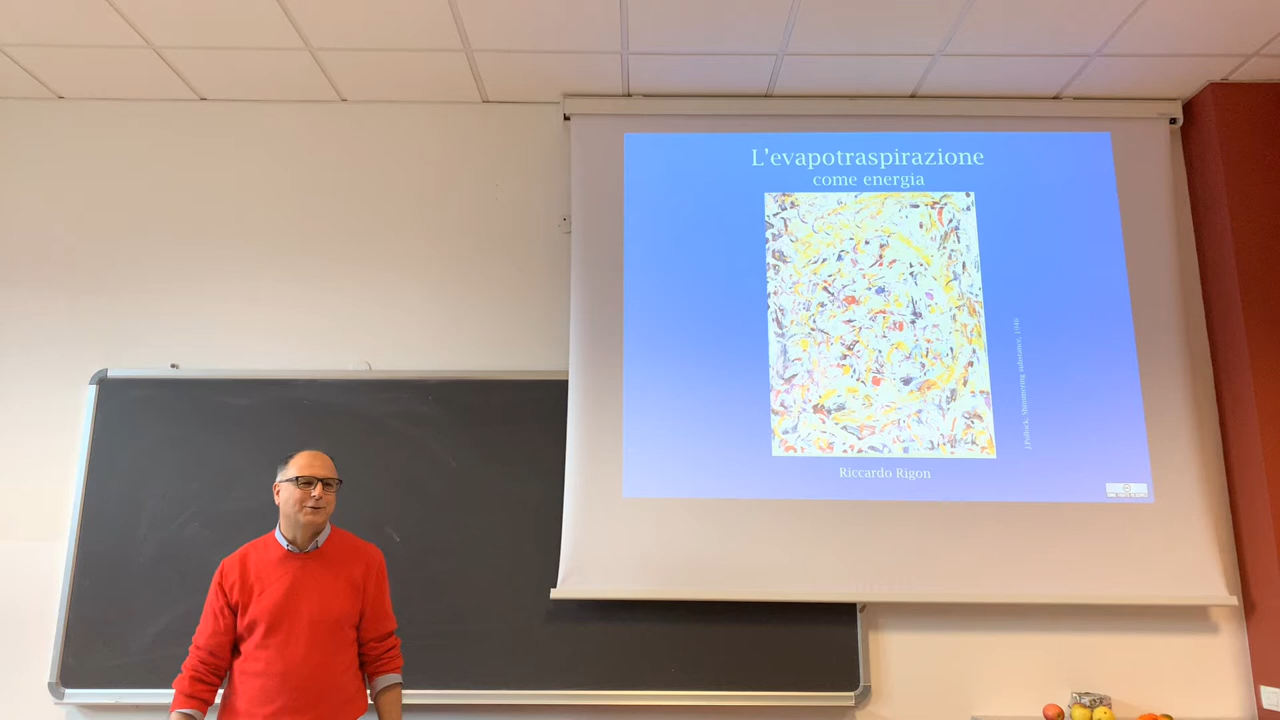 L'evapotraspirazione
come energia
J Pollock, Shimmering substance, 1946
Riccardo Rigon